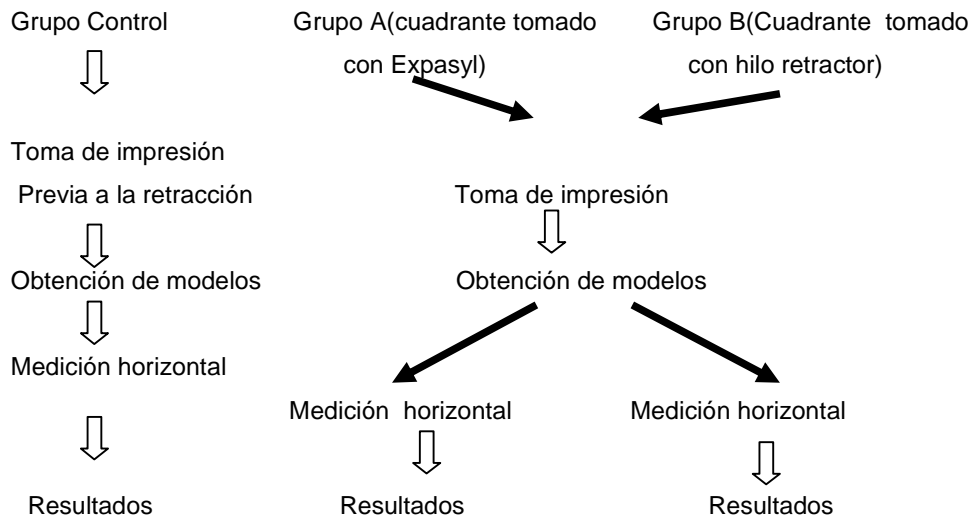 Grupo Control
Grupo A(cuadrante tomado
con Expasyl)
Grupo B(Cuadrante tomado
con hilo retractor)
Toma de impresión
Previa a la retracción
Toma de impresión
Obtención de modelos
Obtención de modelos
Medición horizontal
Medición horizontal
Medición horizontal
Resultados
Resultados
Resultados